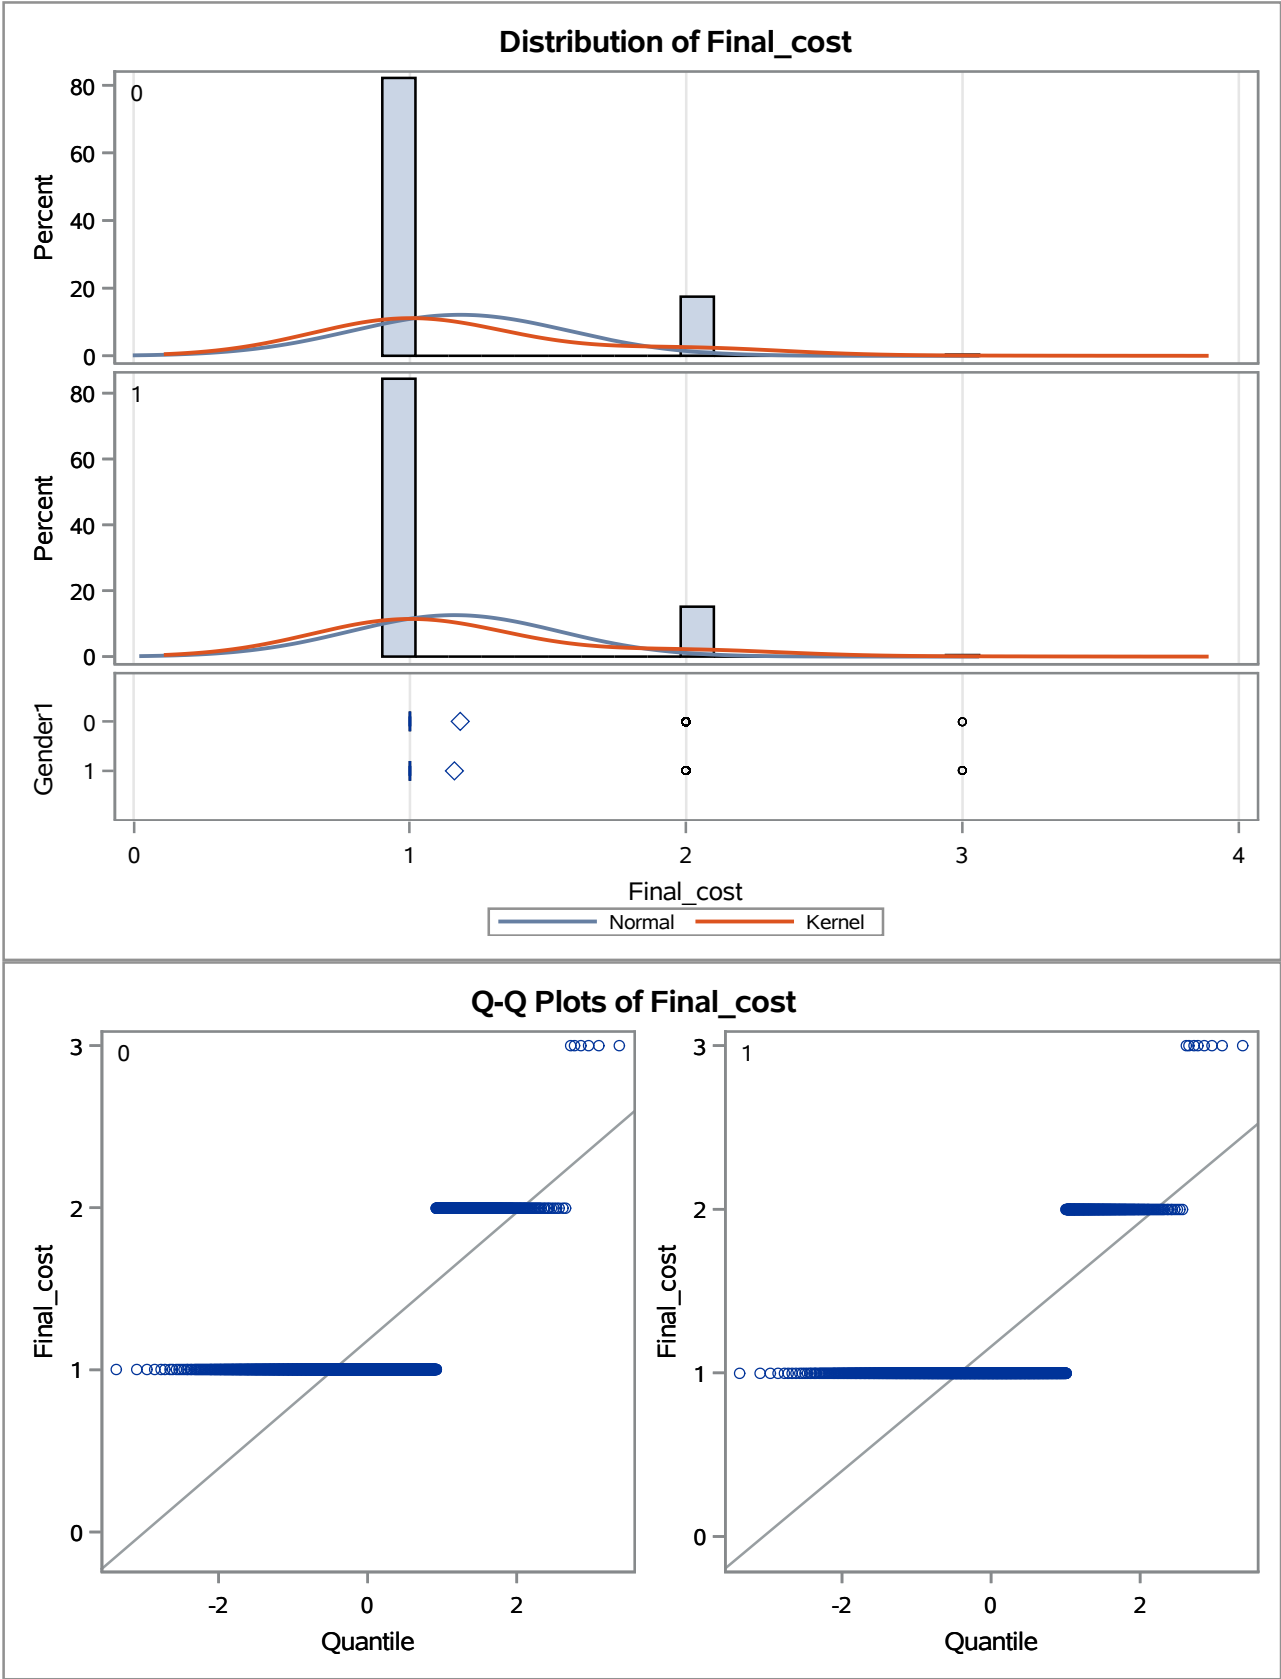 Distribution of Final_cost
0
80
60
40
20
0
Percent
1
80
60
40
20
0
Percent
Gender1
0
1
0 1 2 3 4
Final_cost
Normal Kernel
Q-Q Plots of Final_cost
0
3
2
1
0
Final_cost
-2 0 2
Quantile
1
3
2
1
0
Final_cost
-2 0 2
Quantile